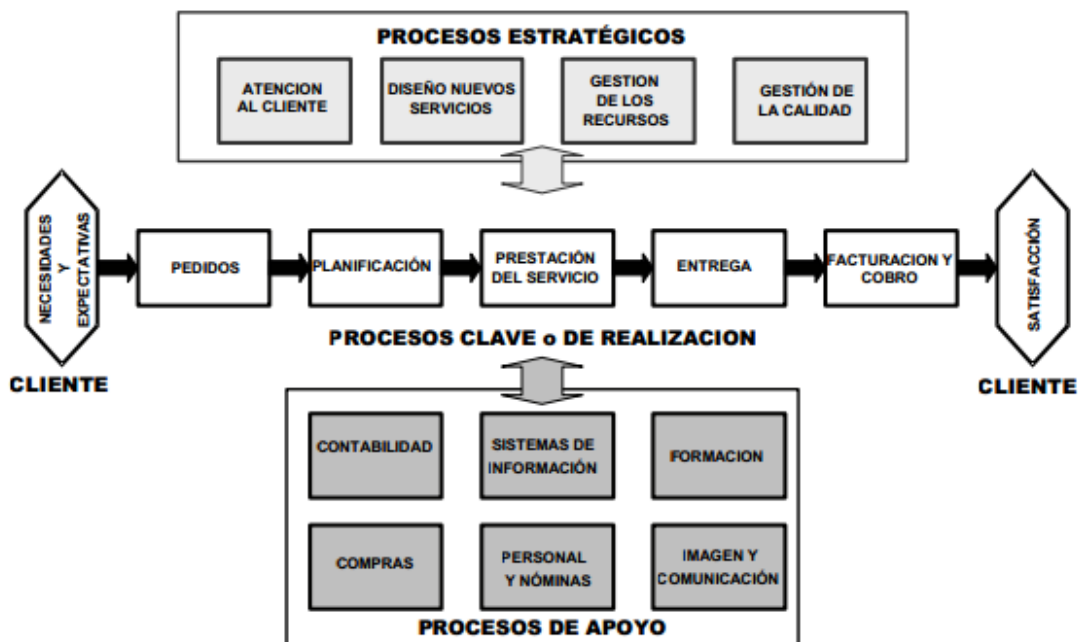 PROCESOS ESTRATÉGICOS
ATENCION
AL CLIENTE
DISEÑO NUEVOS
SERVICIOS
GESTION
DE LOS
RECURSOS
GESTIÓN DE
LA CALIDAD
NECESIDADES
Y
EXPECTATIVAS
CLIENTE
PEDIDOS
PLANIFICACIÓN
PRESTACIÓN
DEL SERVICIO
ENTREGA
FACTURACION Y
COBRO
SATISFACCIÓN
CLIENTE
PROCESOS CLAVE o DE REALIZACION
CONTABILIDAD
SISTEMAS DE
INFORMACIÓN
IFORMACION
COMPRAS
PERSONAL
Y NÓMINAS
IMAGEN Y
COMUNICACIÓN
PROCESOS DE APOYO